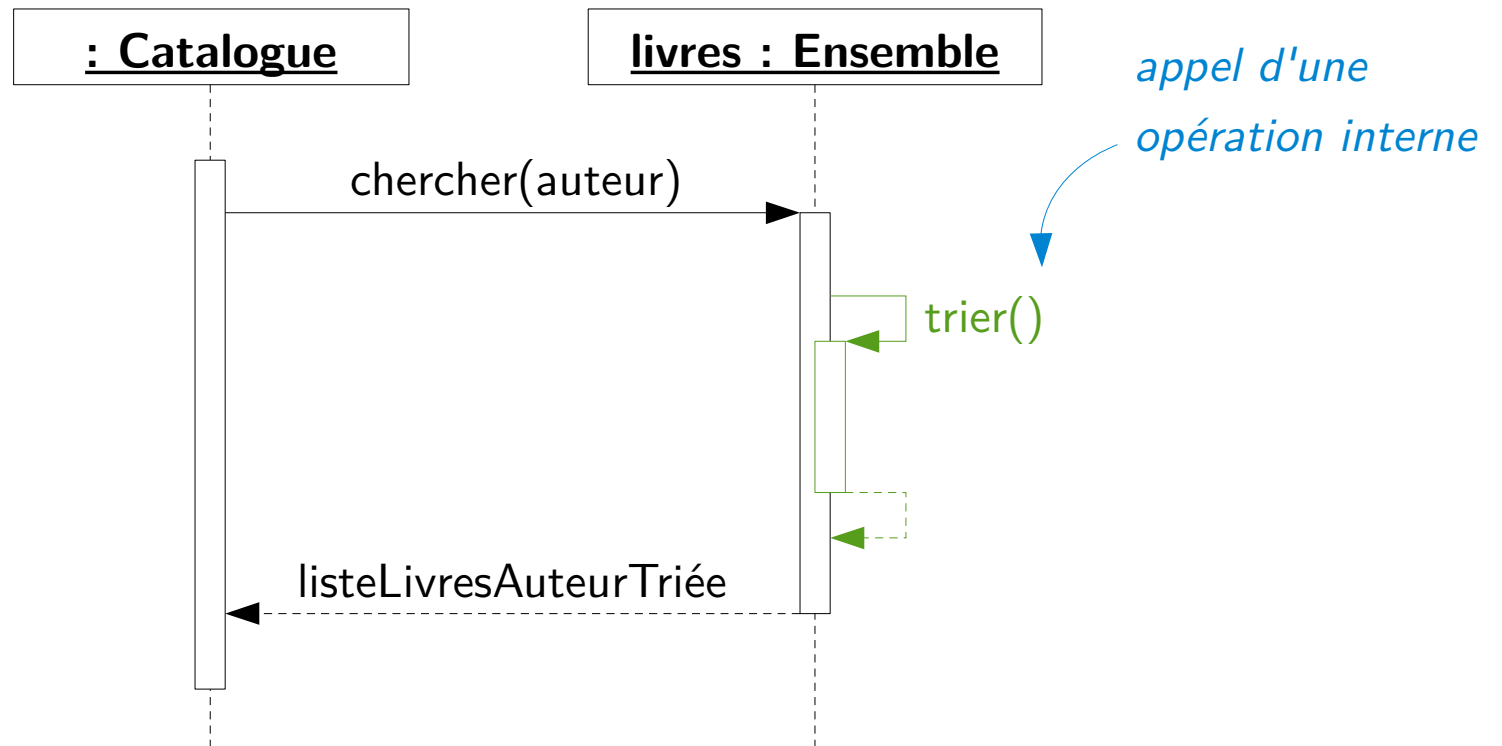 : Catalogue
livres : Ensemble
appel d'une
opération interne
chercher(auteur)
trier()
listeLivresAuteurTriée